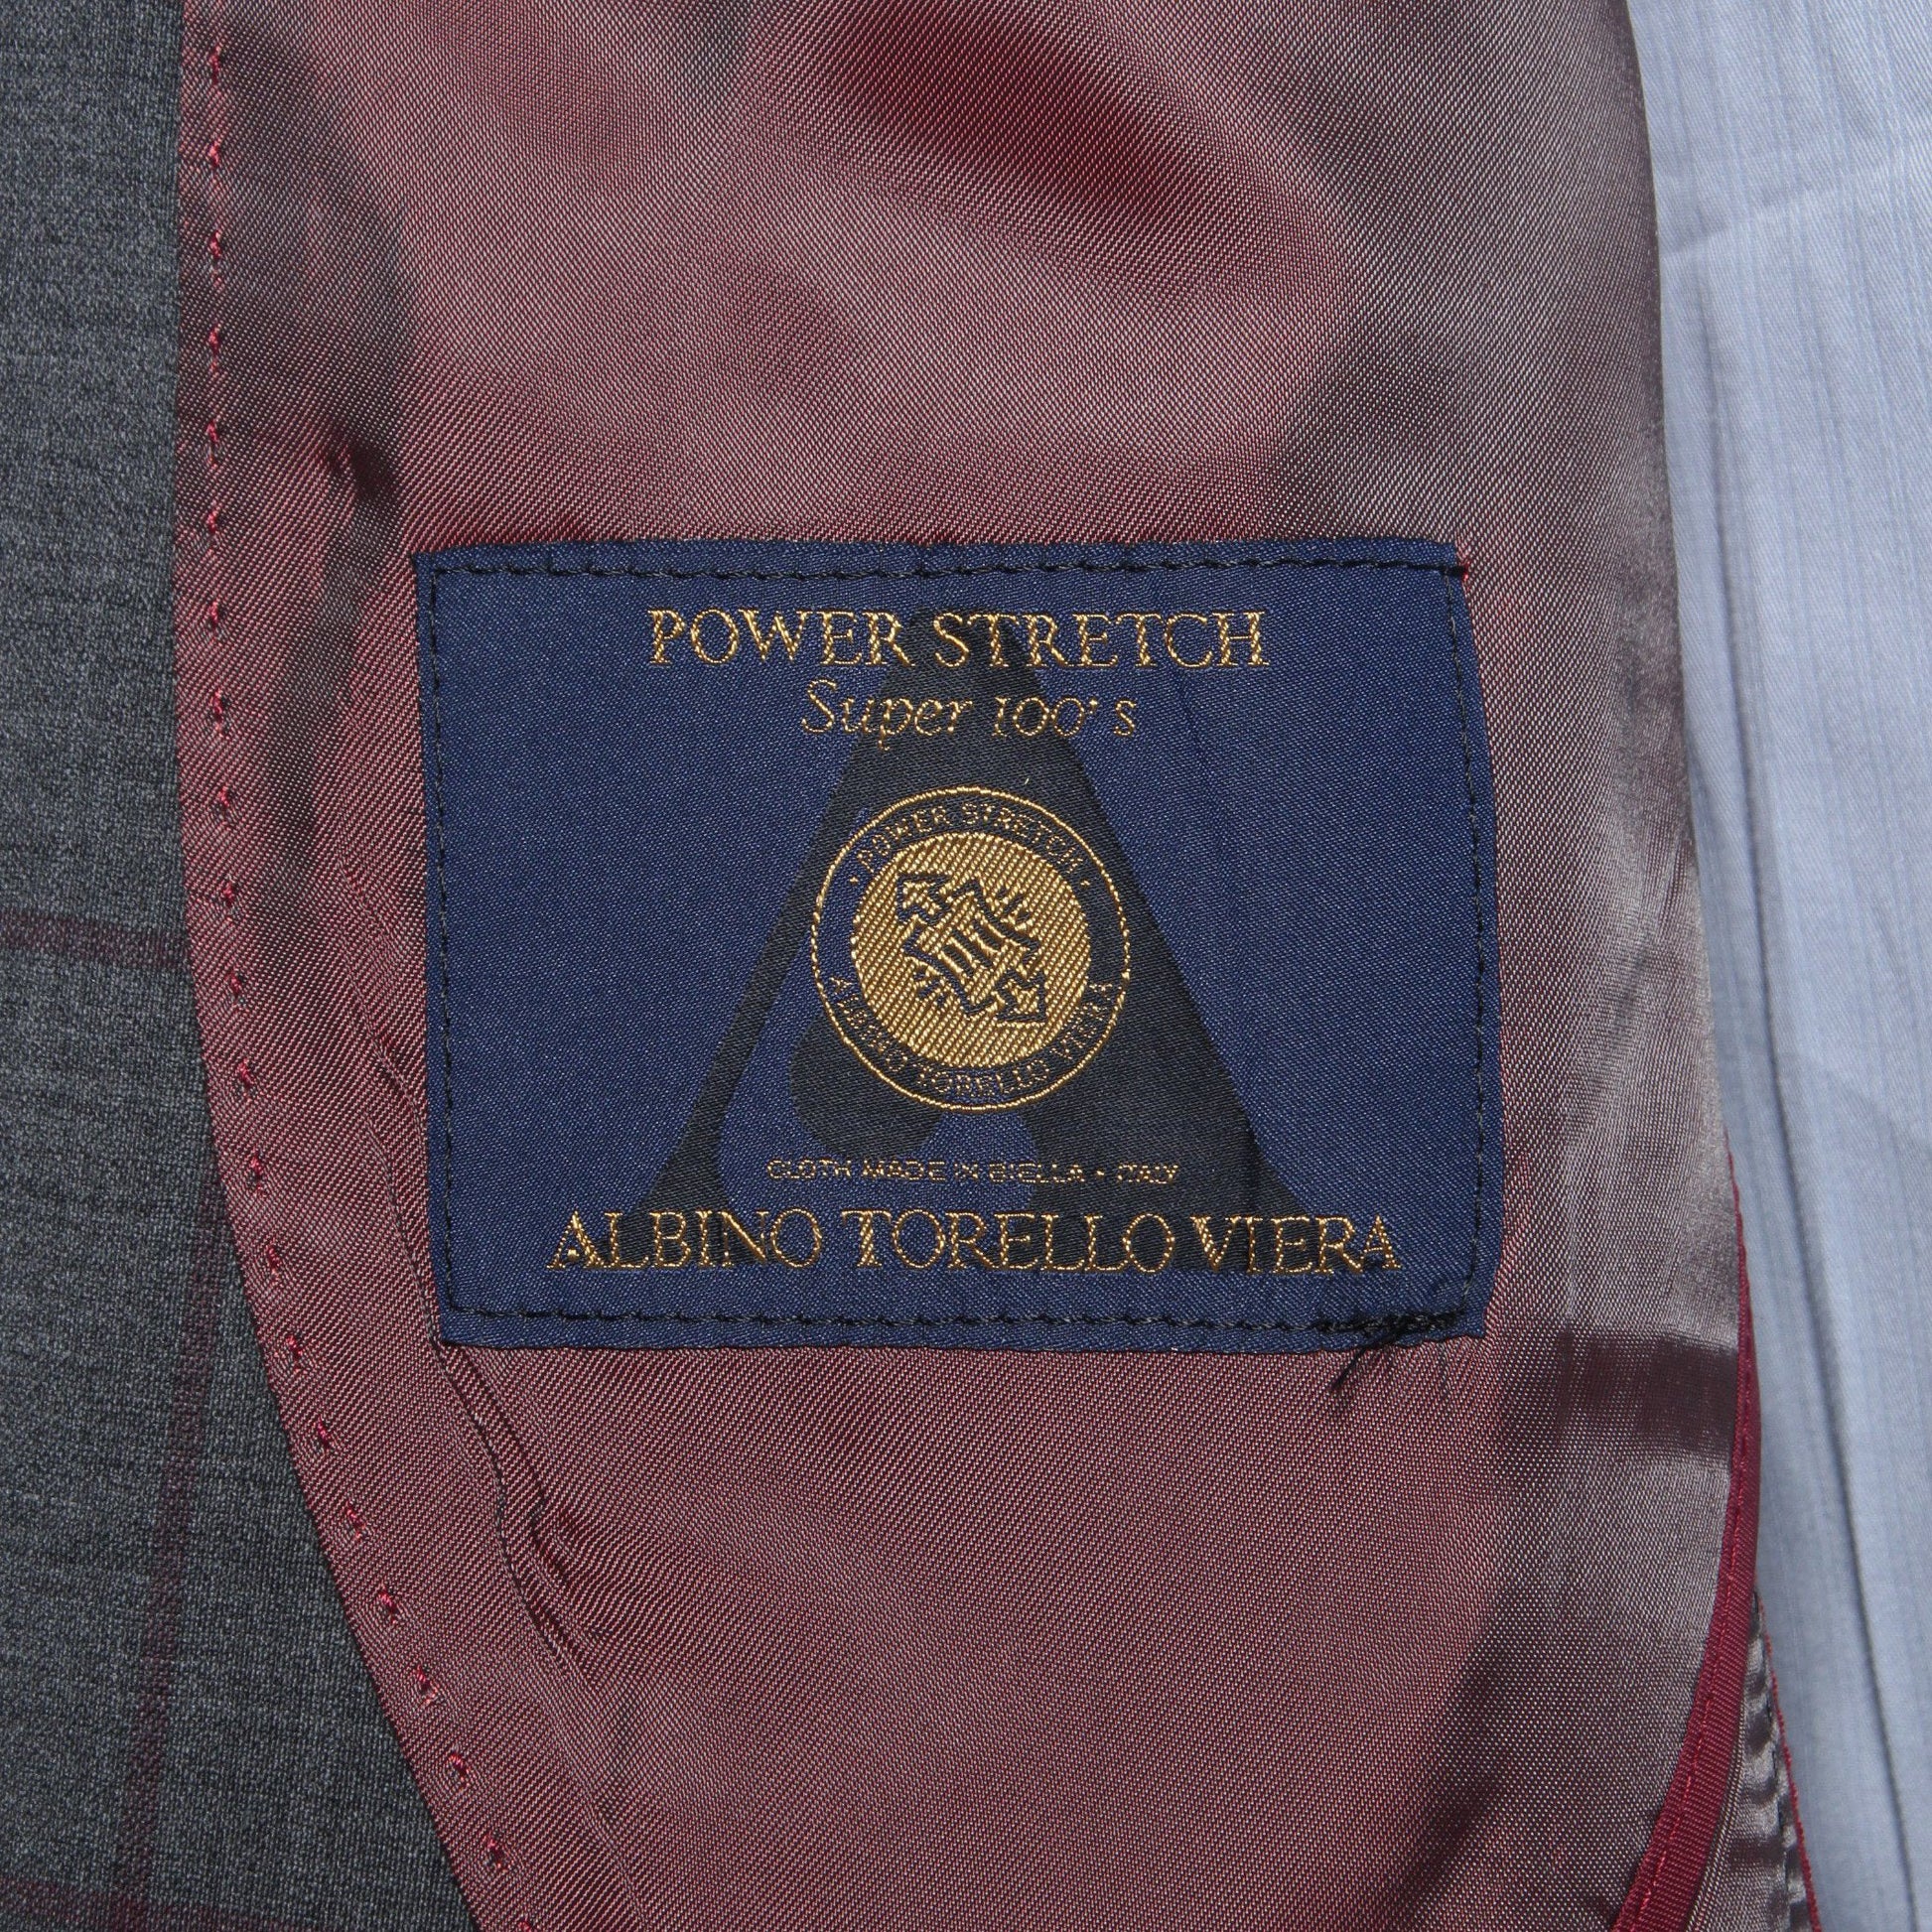 POWER STRETCH
Super 100's
· POWER STRETCH ·
ALBINO TORELLO VIERA
CLOTH MADE IN BIELLA - ITALY
ALBINO TORELLO VIERA